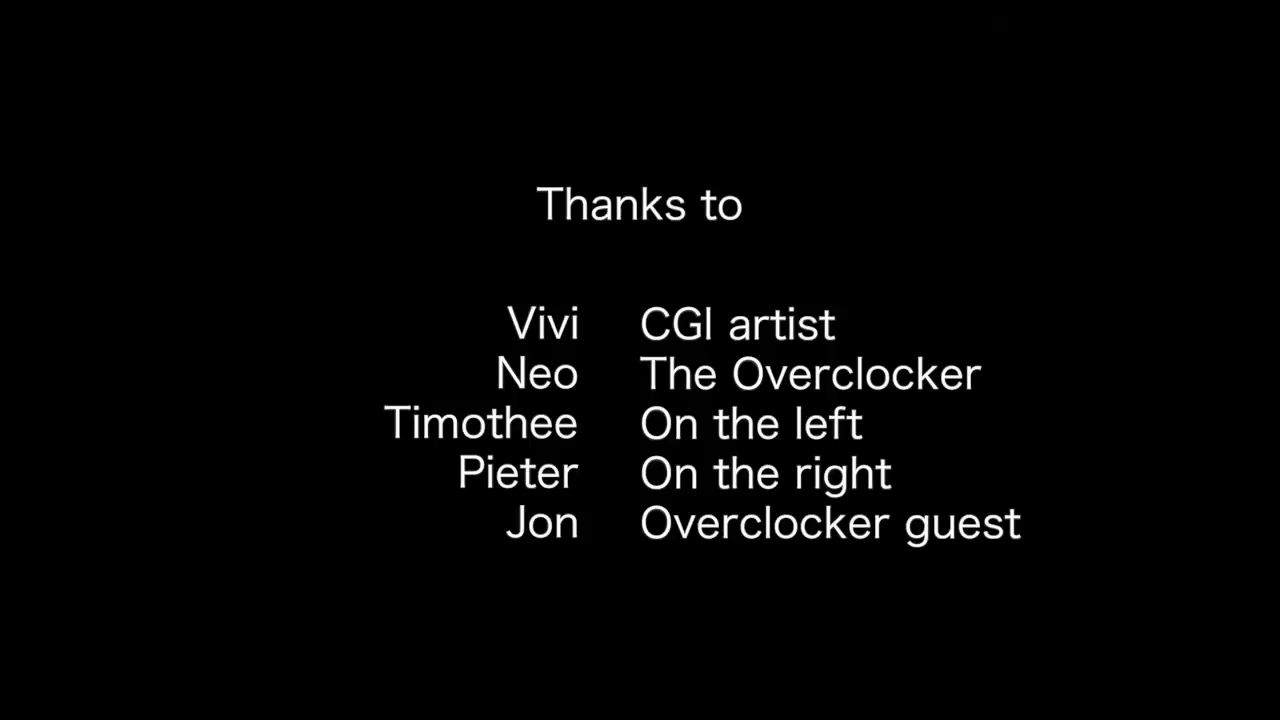 Thanks to
Vivi CGI artist
Neo The Overclocker
Timothee On the left
Pieter On the right
Jon Overclocker guest